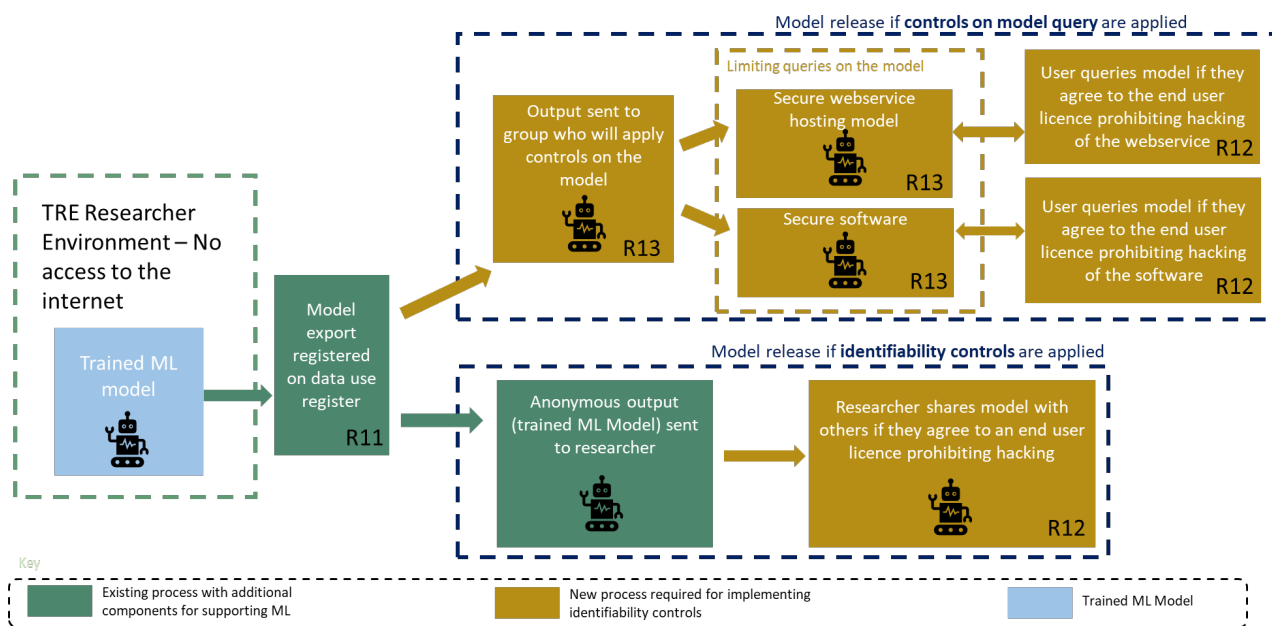 Model release if controls on model query are applied
Limiting queries on the model
Output sent to
group who will apply
controls on the
model
R13
Secure webservice
hosting model
R13
User queries model if they
agree to the end user
licence prohibiting hacking
of the webservice
R12
Secure software
R13
User queries model if they
agree to the end user
licence prohibiting hacking
of the software
R12
TRE Researcher
Environment – No
access to the
internet
Trained ML
model
Model
export
registered
on data use
register
R11
Model release if identifiability controls are applied
Anonymous output
(trained ML Model) sent
to researcher
Researcher shares model with
others if they agree to an end user
licence prohibiting hacking
R12
Key
Existing process with additional
components for supporting ML
New process required for implementing
identifiability controls
Trained ML Model